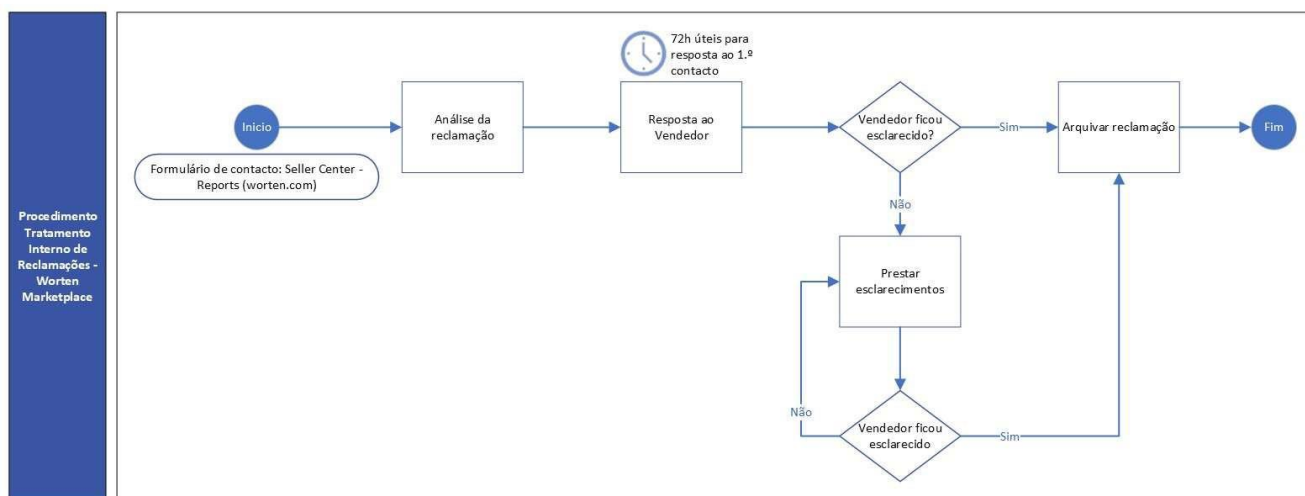 Procedimento
Tratamento
Interno de
Reclamações -
Worten
Marketplace
Inicio
Formulário de contacto: Seller Center -
Reports (worten.com)
Análise da
reclamação
72h úteis para
resposta ao 1.º
contacto
Resposta ao
Vendedor
Vendedor ficou
esclarecido?
Sim
Arquivar reclamação
Fim
Não
Prestar
esclarecimentos
Não
Vendedor ficou
esclarecido
Sim